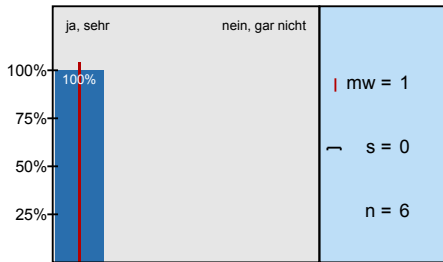 ja, sehr nein, gar nicht
100%
100%
75%
50%
25%
mw = 1
s = 0
n = 6